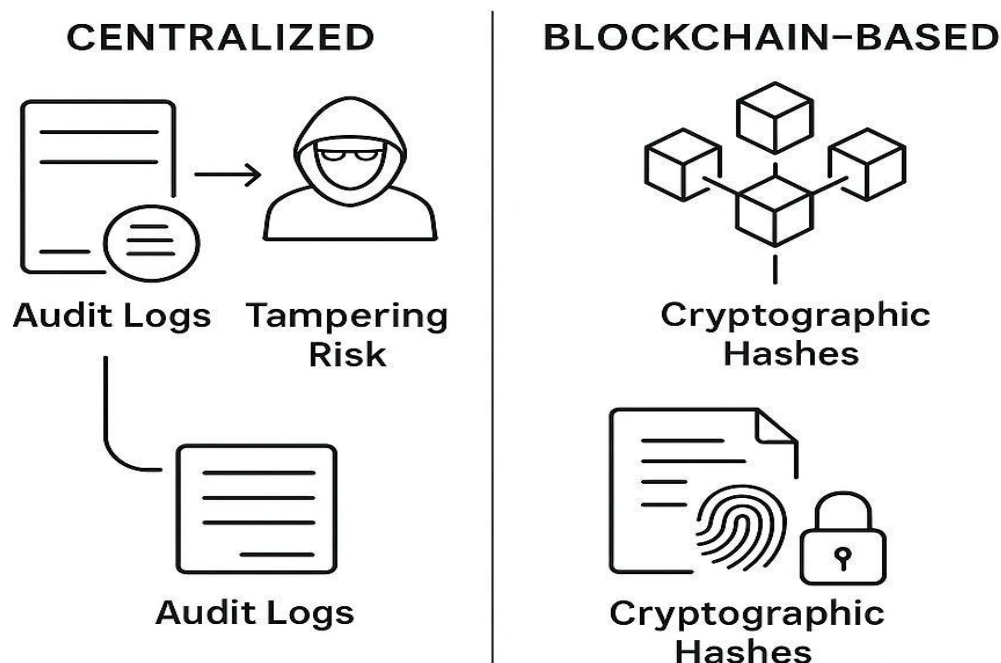 CENTRALIZED
Audit Logs
Tampering
Risk
Audit Logs
BLOCKCHAIN–BASED
Cryptographic
Hashes
Cryptographic
Hashes